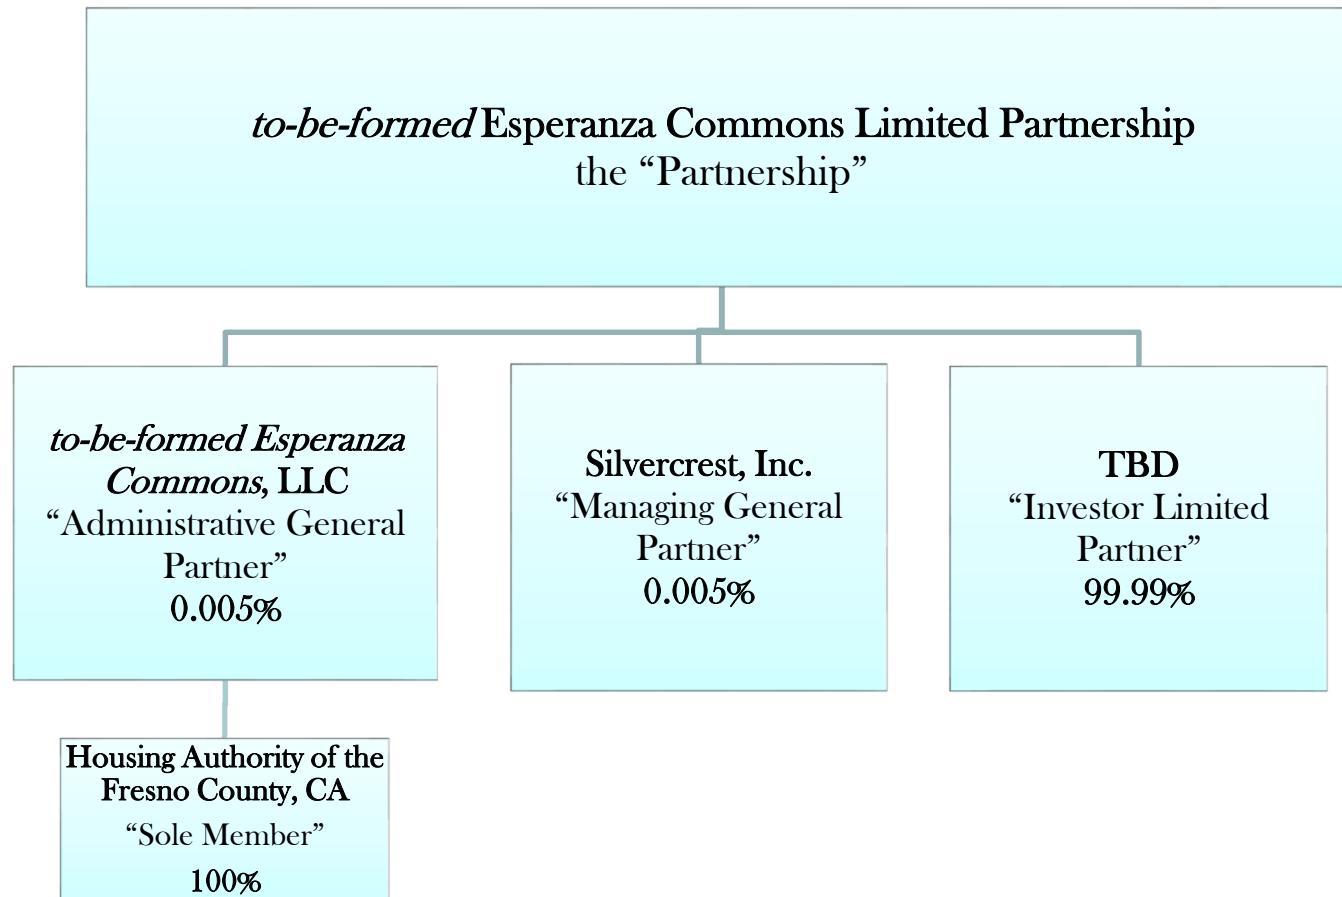 to-be-formed Esperanza Commons Limited Partnership
the “Partnership”
to-be-formed Esperanza
Commons, LLC
“Administrative General
Partner”
0.005%
Silvercrest, Inc.
“Managing General
Partner”
0.005%
TBD
“Investor Limited
Partner”
99.99%
Housing Authority of the
Fresno County, CA
“Sole Member”
100%